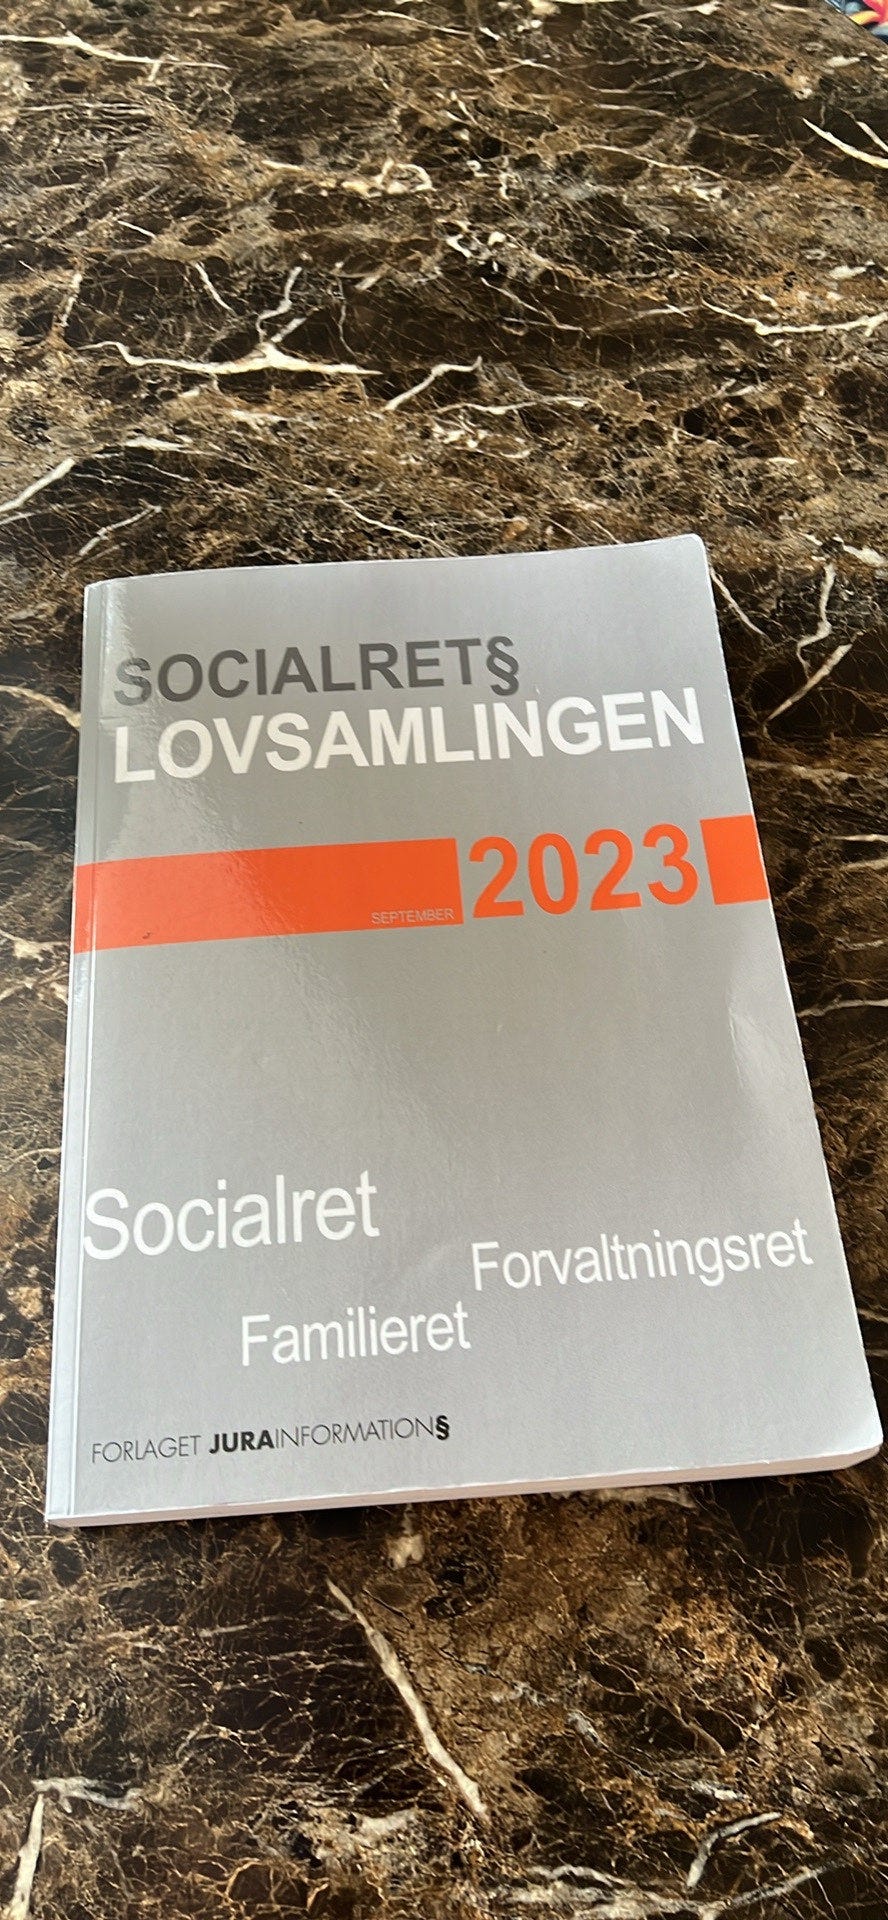 SOCIALRET§
LOVSAMLINGEN
SEPTEMBER 2023
Socialret
Forvaltningsret
Familieret
FORLAGET JURAINFORMATION§